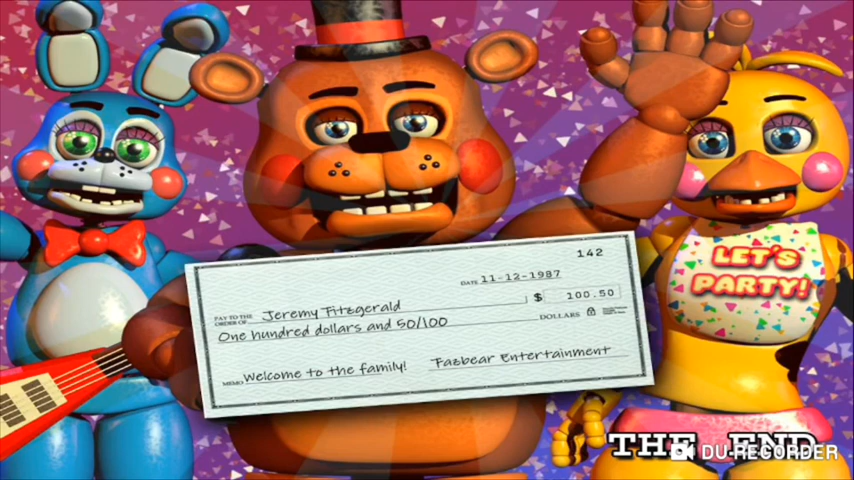 LET'S
PARTY!
142
DATE 11-12-1987
PAY TO THE
ORDER OF Jeremy Fitzgerald $ 100.50
One hundred dollars and 50/100 DOLLARS
MEMO Welcome to the family! Fazbear Entertainment
THE END
DU RECORDER